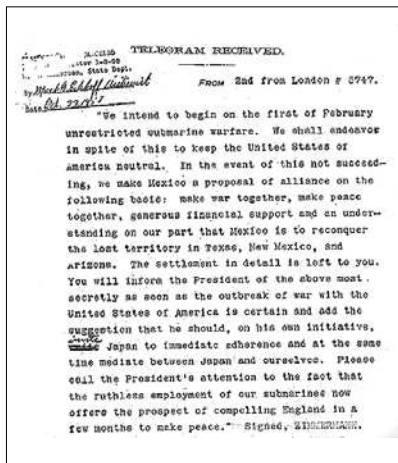 TELEGRAM RECEIVED.
1-8-58
State Dept.
By
Date Oct. 27, 1958
FROM 2nd from London # 5747.
"We intend to begin on the first of February
unrestricted submarine warfare. We shall endeavor
in spite of this to keep the United States of
America neutral. In the event of this not succeed-
ing, we make Mexico a proposal of alliance on the
following basis: make war together, make peace
together, generous financial support and an under-
standing on our part that Mexico is to reconquer
the lost territory in Texas, New Mexico, and
Arizona. The settlement in detail is left to you.
You will inform the President of the above most
secretly as soon as the outbreak of war with the
United States of America is certain and add the
suggestion that he should, on his own initiative,
invite
Japan to immediate adherence and at the same
time mediate between Japan and ourselves. Please
call the President's attention to the fact that
the ruthless employment of our submarines now
offers the prospect of compelling England in a
few months to make peace." Signed, ZIMMERMANN.